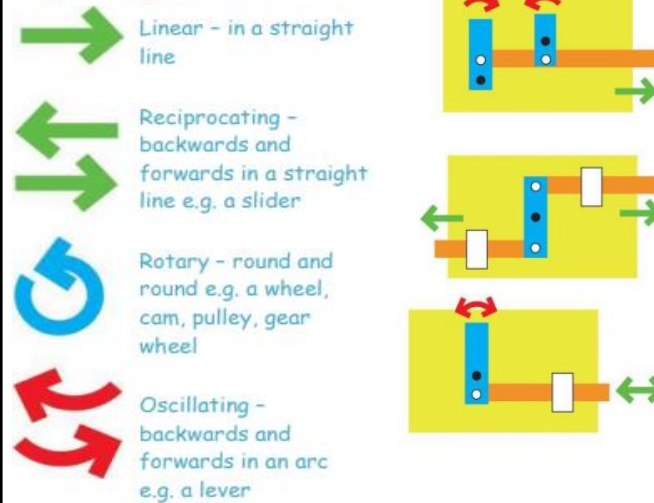 Linear – in a straight
line
Reciprocating –
backwards and
forwards in a straight
line e.g. a slider
Rotary – round and
round e.g. a wheel,
cam, pulley, gear
wheel
Oscillating –
backwards and
forwards in an arc
e.g. a lever